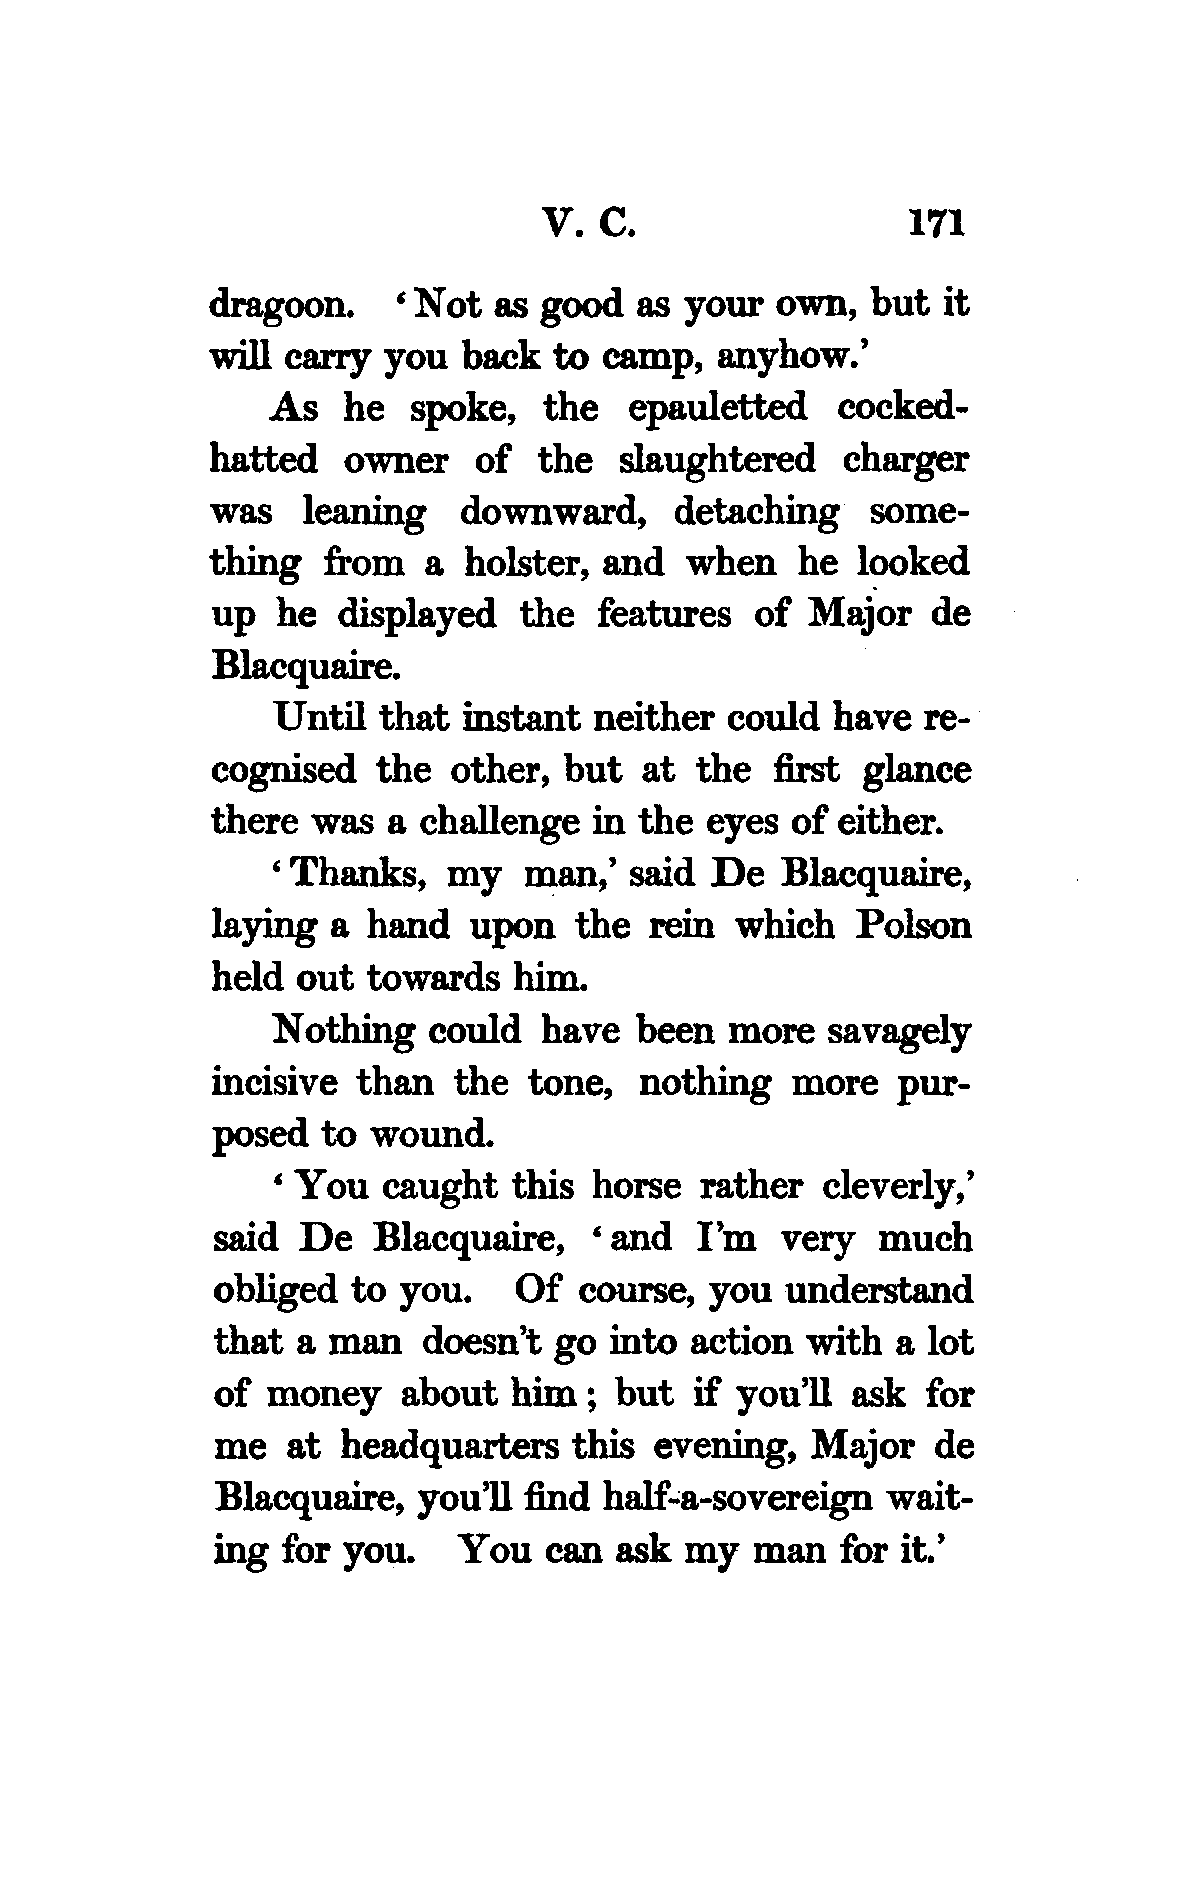 V. C. 171
dragoon. ‘Not as good as your own, but it
will carry you back to camp, anyhow.’
As he spoke, the epauletted cocked-
hatted owner of the slaughtered charger
was leaning downward, detaching some-
thing from a holster, and when he looked
up he displayed the features of Major de
Blacquaire.
Until that instant neither could have re-
cognised the other, but at the first glance
there was a challenge in the eyes of either.
‘Thanks, my man,’ said De Blacquaire,
laying a hand upon the rein which Polson
held out towards him.
Nothing could have been more savagely
incisive than the tone, nothing more pur-
posed to wound.
‘You caught this horse rather cleverly,’
said De Blacquaire, ‘and I’m very much
obliged to you. Of course, you understand
that a man doesn’t go into action with a lot
of money about him; but if you’ll ask for
me at headquarters this evening, Major de
Blacquaire, you’ll find half-a-sovereign wait-
ing for you. You can ask my man for it.’